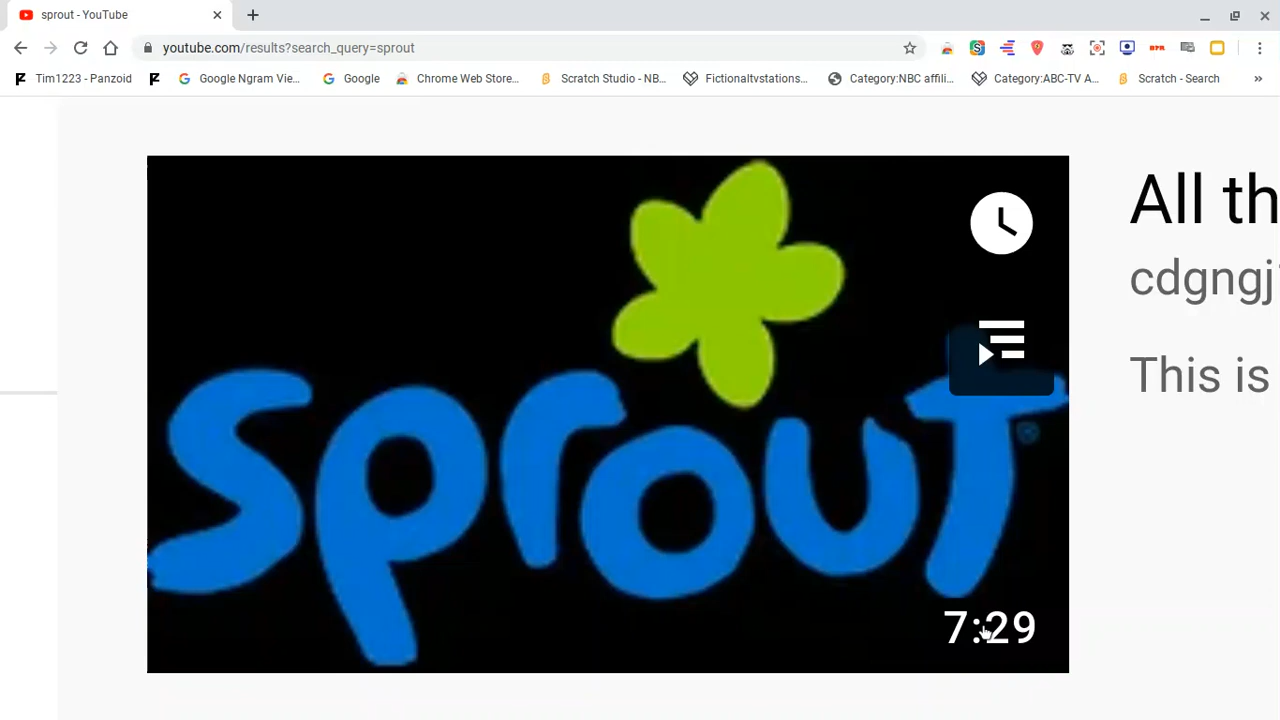 sprout - YouTube
youtube.com/results?search_query=sprout
Tim1223 - Panzoid Google Ngram Vie... Google Chrome Web Store... Scratch Studio - NB... Fictionaltvstations... Category:NBC affili... Category:ABC-TV A... Scratch - Search »
All th
cdgngj
This is
sprout®
7:29